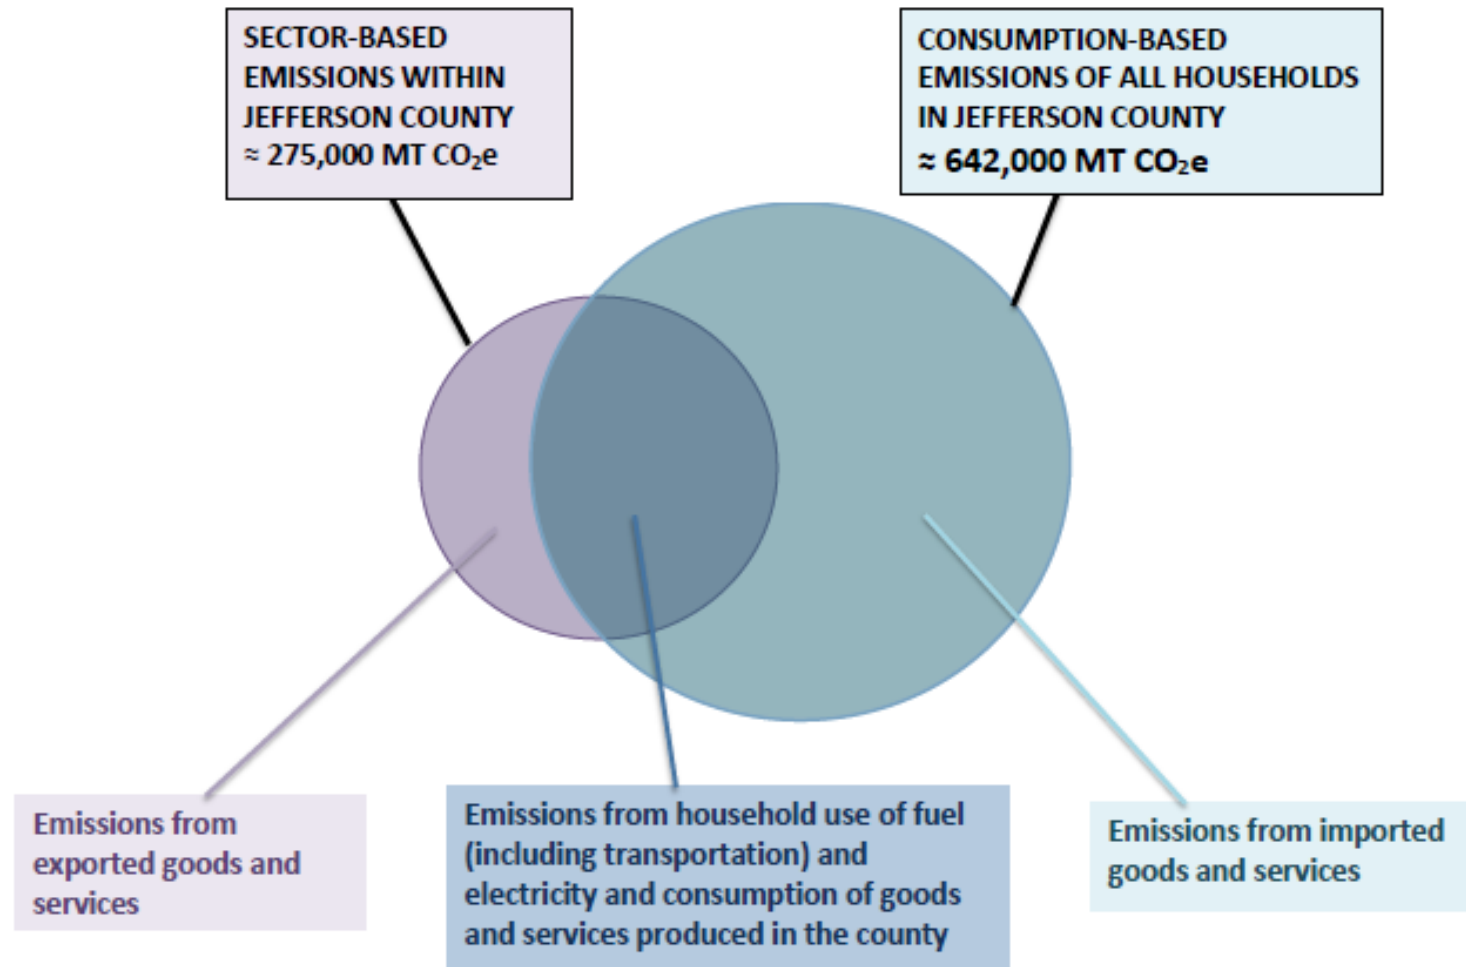 SECTOR-BASED
EMISSIONS WITHIN
JEFFERSON COUNTY
≈ 275,000 MT CO₂e
CONSUMPTION-BASED
EMISSIONS OF ALL HOUSEHOLDS
IN JEFFERSON COUNTY
≈ 642,000 MT CO₂e
Emissions from
exported goods and
services
Emissions from household use of fuel
(including transportation) and
electricity and consumption of goods
and services produced in the county
Emissions from imported
goods and services